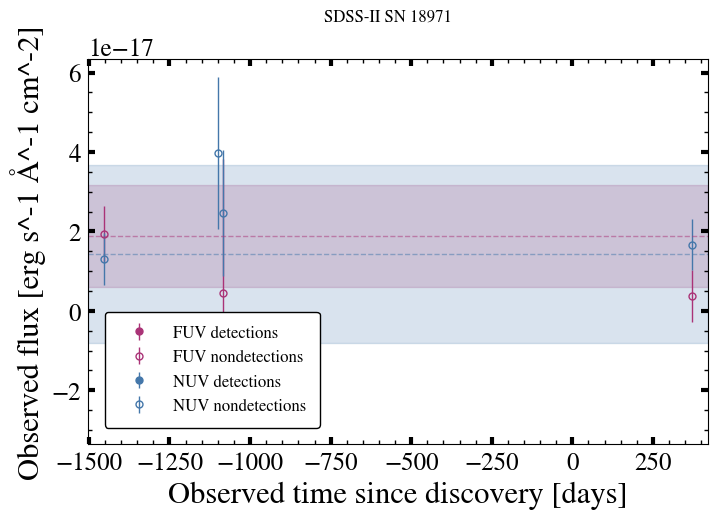 SDSS-II SN 18971
1e−17
6
4
2
0
−2
Observed flux [erg s^-1 Å^-1 cm^-2]
FUV detections
FUV nondetections
NUV detections
NUV nondetections
−1500 −1250 −1000 −750 −500 −250 0 250
Observed time since discovery [days]